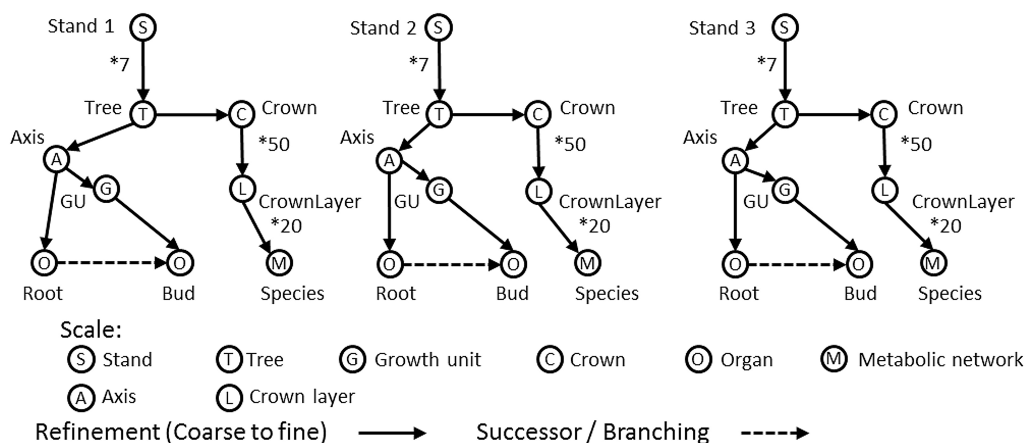 Stand 1 S Stand 2 S Stand 3 S
*7 *7 *7
Tree T C Crown Tree T C Crown Tree T C Crown
Axis *50 Axis *50 Axis *50
A G L A G L A G L
GU CrownLayer GU CrownLayer GU CrownLayer
*20 *20 *20
O O M O O M O O M
Root Bud Species Root Bud Species Root Bud Species
Scale:
S Stand T Tree G Growth unit C Crown O Organ M Metabolic network
A Axis L Crown layer
Refinement (Coarse to fine) Successor / Branching